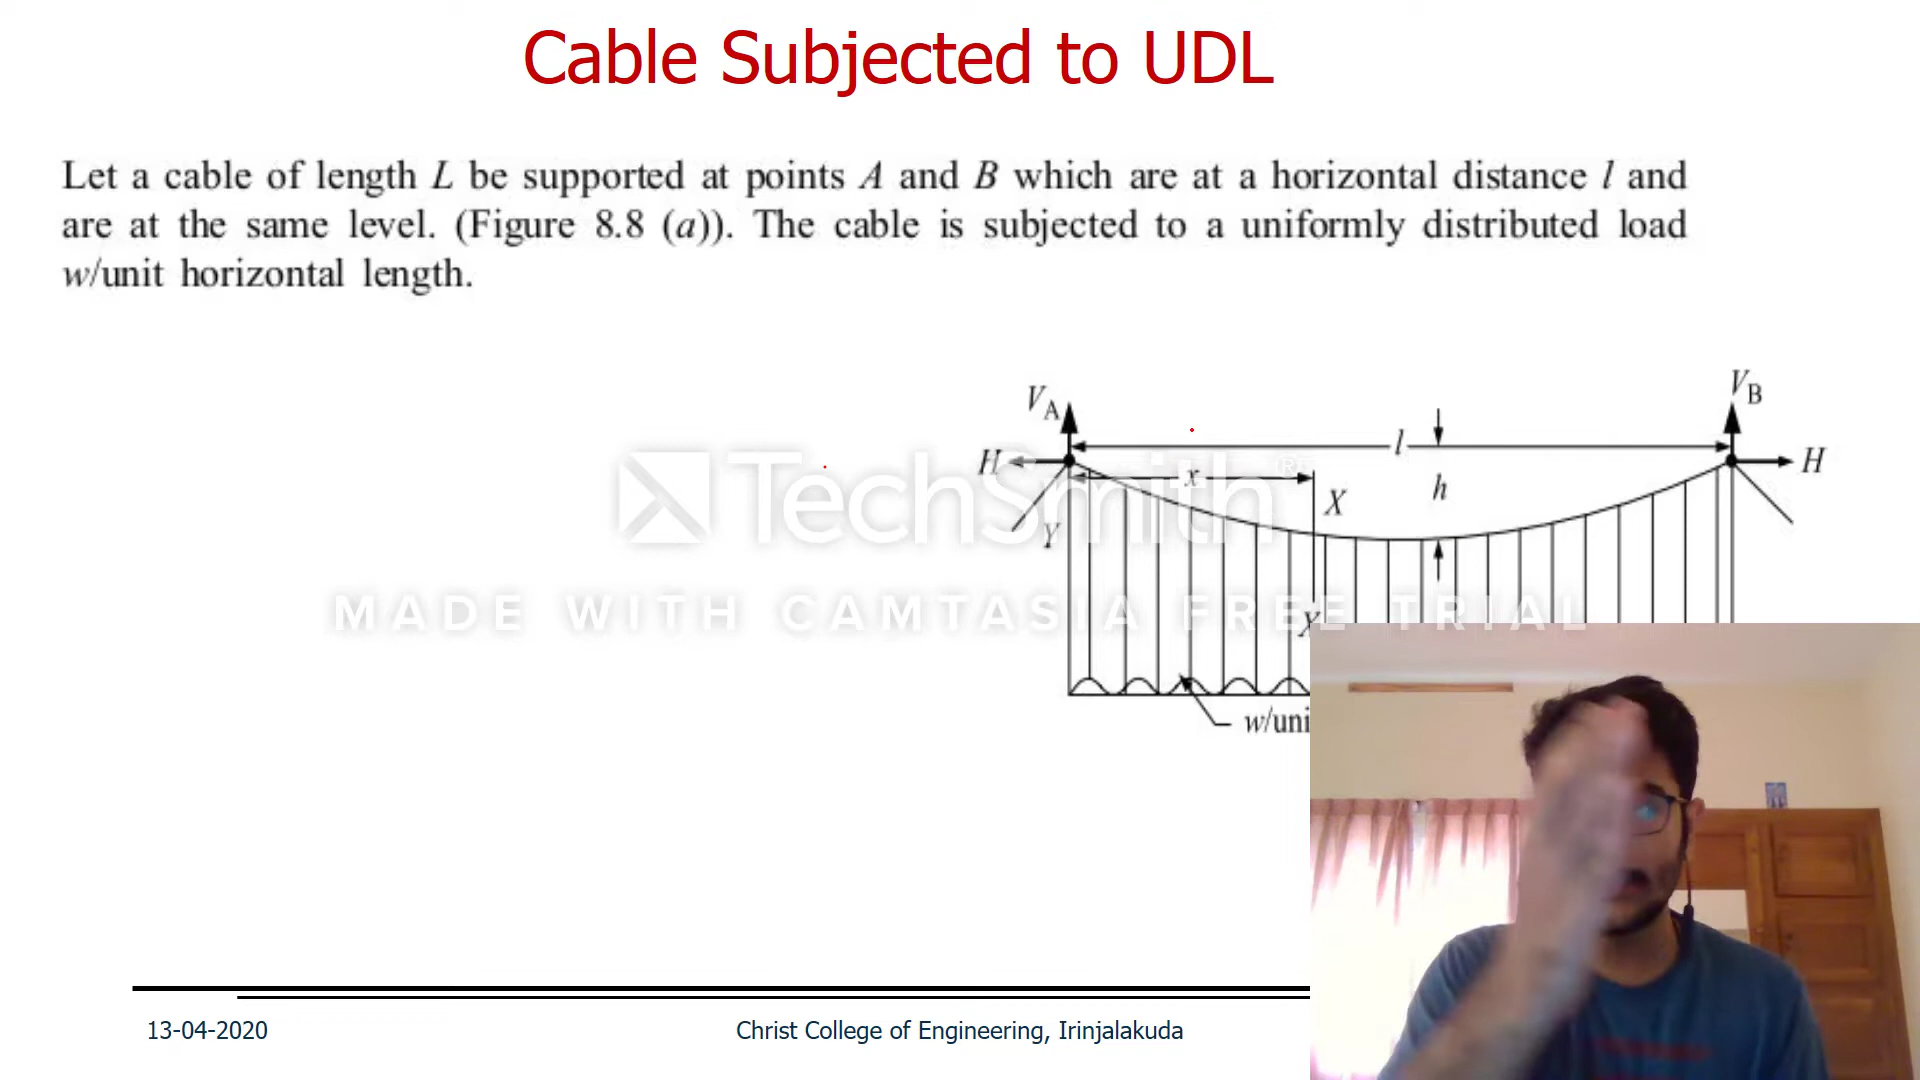 Cable Subjected to UDL
Let a cable of length L be supported at points A and B which are at a horizontal distance l and
are at the same level. (Figure 8.8 (a)). The cable is subjected to a uniformly distributed load
w/unit horizontal length.
V_A
V_B
l
H
H
x
X
h
Y
TechSmith
MADE WITH CAMTASIA FREE TRIAL
X
w/uni
13-04-2020
Christ College of Engineering, Irinjalakuda